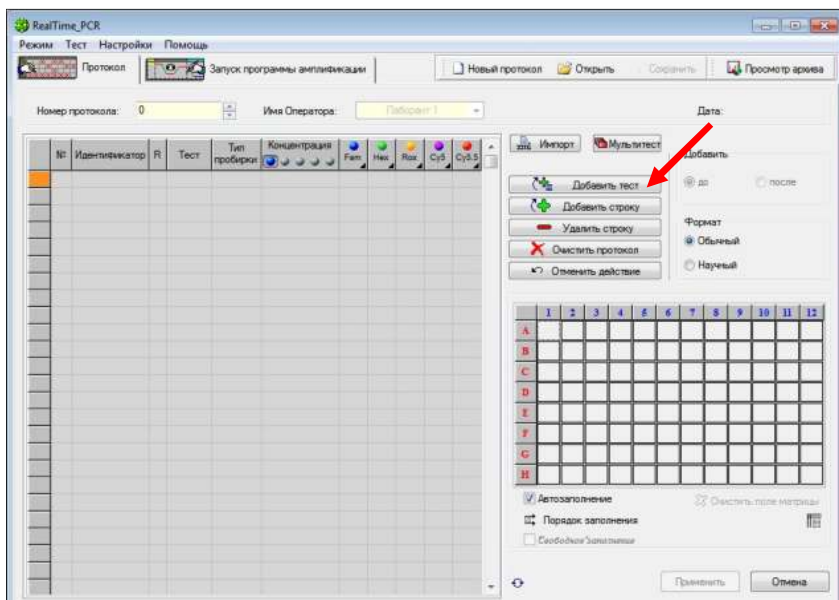 RealTime_PCR
Режим Тест Настройки Помощь
Протокол Запуск программы амплификации Новый протокол Открыть Сохранить Просмотр архива
Номер протокола: 0 Имя Оператора: Лаборант 1 Дата:
№ Идентификатор R Тест Тип пробирки Концентрация Fam Hex Rox Cy5 Cy5.5
Импорт Мультитест
Добавить
Добавить тест до после
Добавить строку
Удалить строку Формат
Обычный
Очистить протокол
Научный
Отменить действие
1 2 3 4 5 6 7 8 9 10 11 12
A
B
C
D
E
F
G
H
Автозаполнение Очистить поле матрицы
Порядок заполнения
Свободное заполнение
Применить Отмена